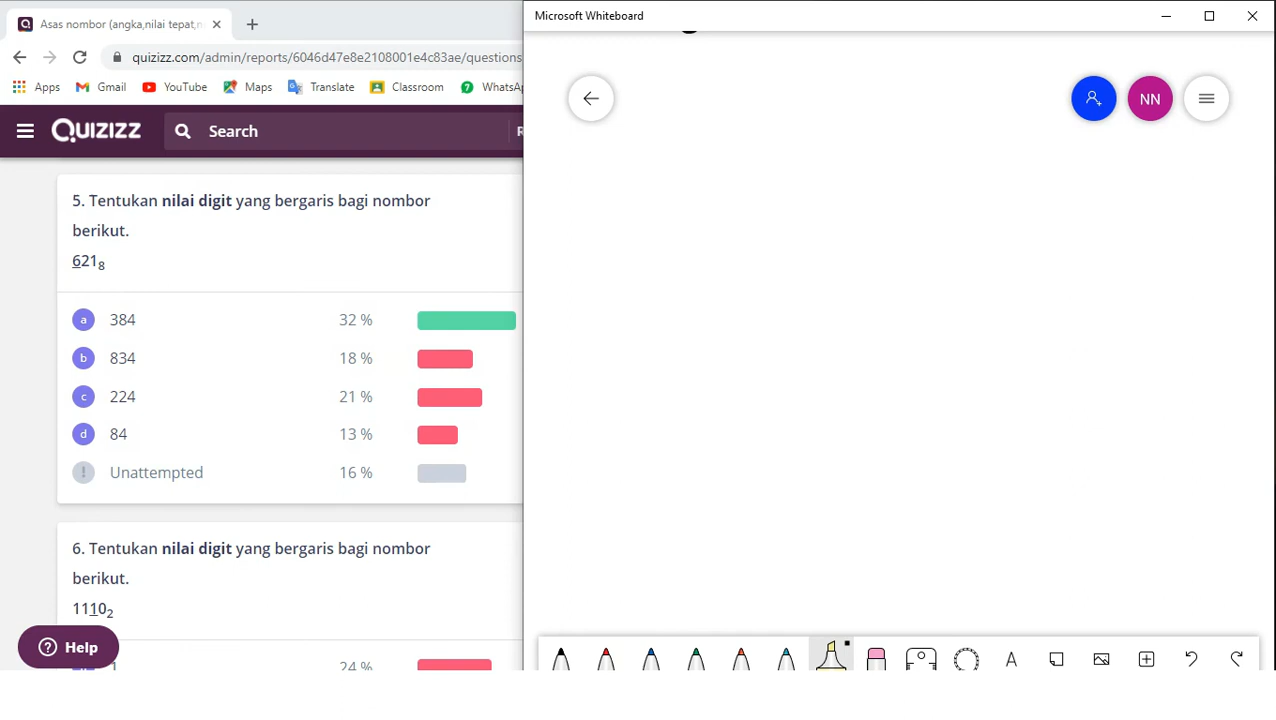 Asas nombor (angka,nilai tepat,n
Microsoft Whiteboard
quizizz.com/admin/reports/6046d47e8e2108001e4c83ae/questions
Apps Gmail YouTube Maps Translate Classroom WhatsAp
NN
QUIZIZZ Search R
5. Tentukan nilai digit yang bergaris bagi nombor
berikut.
621₈
a 384 32 %
b 834 18 %
c 224 21 %
d 84 13 %
! Unattempted 16 %
6. Tentukan nilai digit yang bergaris bagi nombor
berikut.
1110₂
? Help
1 24 %
A